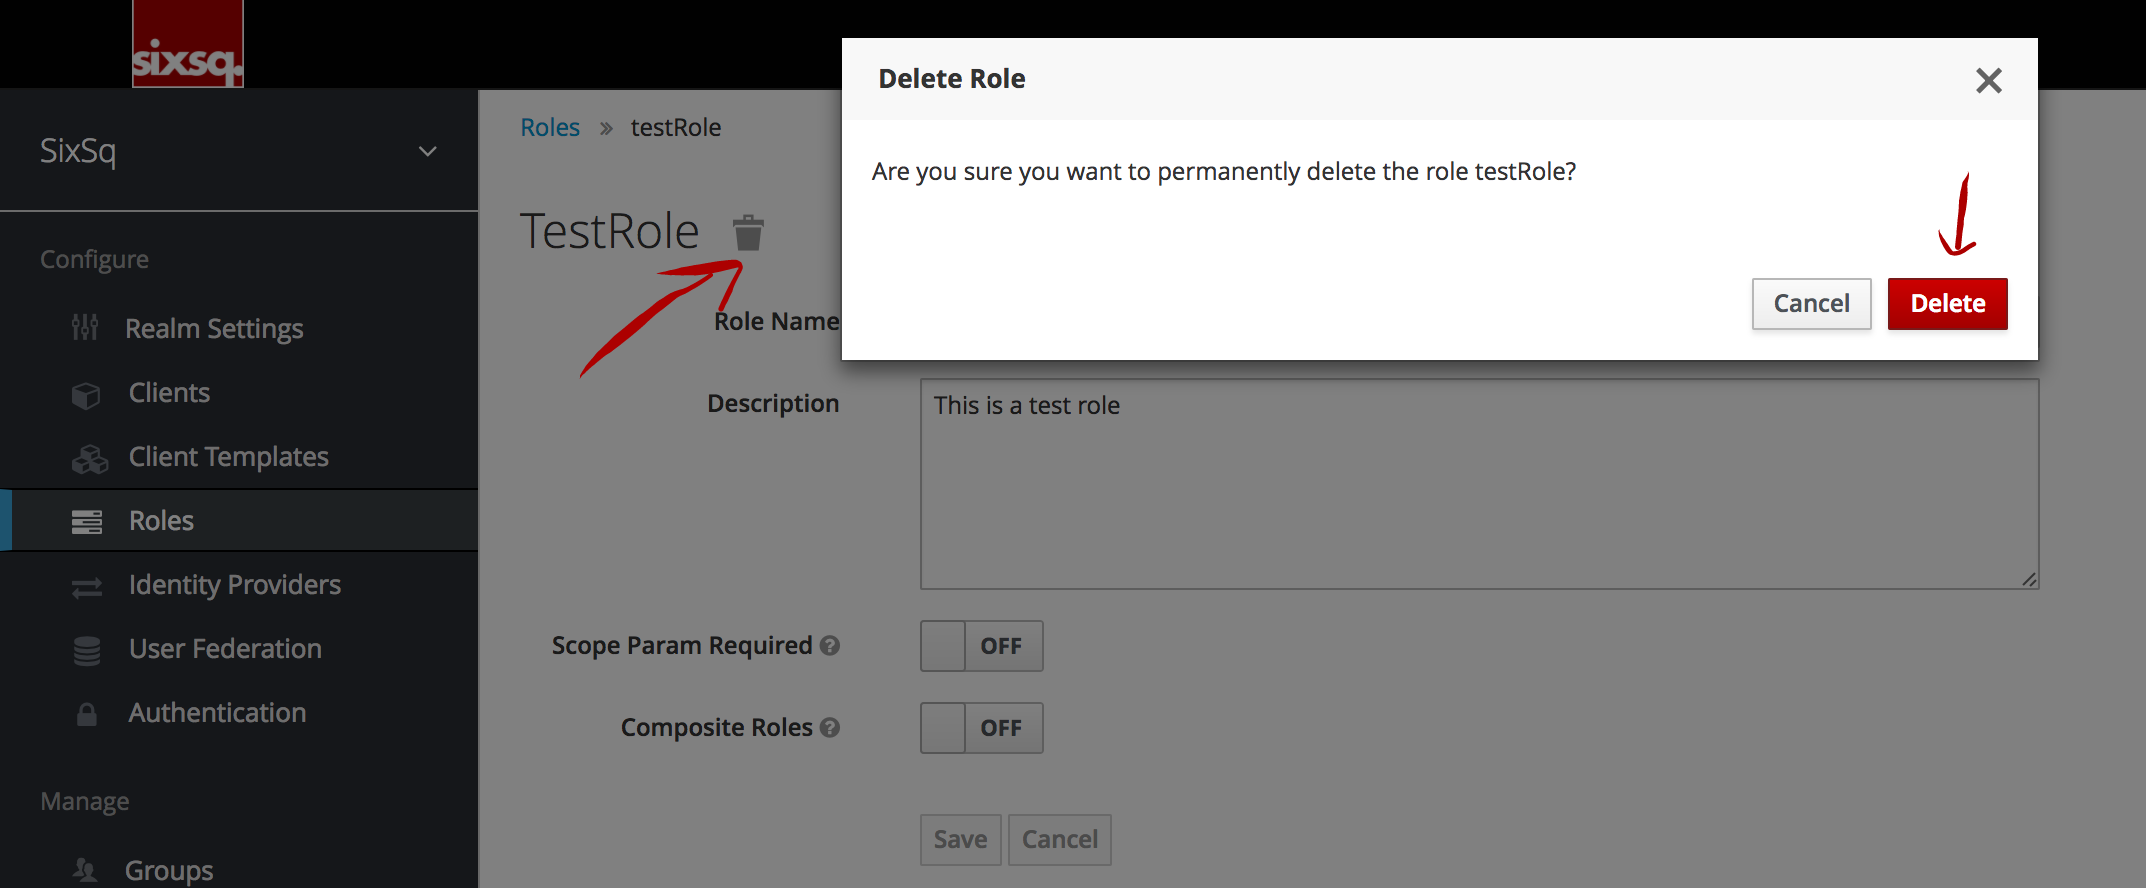 sixsq.
SixSq
Configure
Realm Settings
Clients
Client Templates
Roles
Identity Providers
User Federation
Authentication
Manage
Groups
Roles » testRole
TestRole
Role Name
Description
This is a test role
Scope Param Required ?
OFF
Composite Roles ?
OFF
Save Cancel
Delete Role
Are you sure you want to permanently delete the role testRole?
Cancel Delete